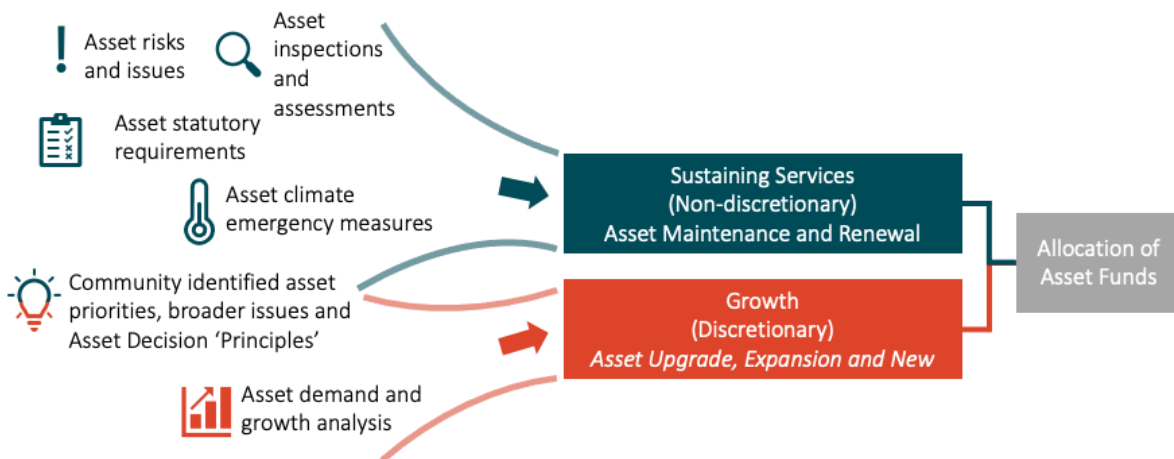 Asset risks
and issues
Asset
inspections
and
assessments
Asset statutory
requirements
Asset climate
emergency measures
Community identified asset
priorities, broader issues and
Asset Decision ‘Principles’
Asset demand and
growth analysis
Sustaining Services
(Non-discretionary)
Asset Maintenance and Renewal
Growth
(Discretionary)
Asset Upgrade, Expansion and New
Allocation of
Asset Funds